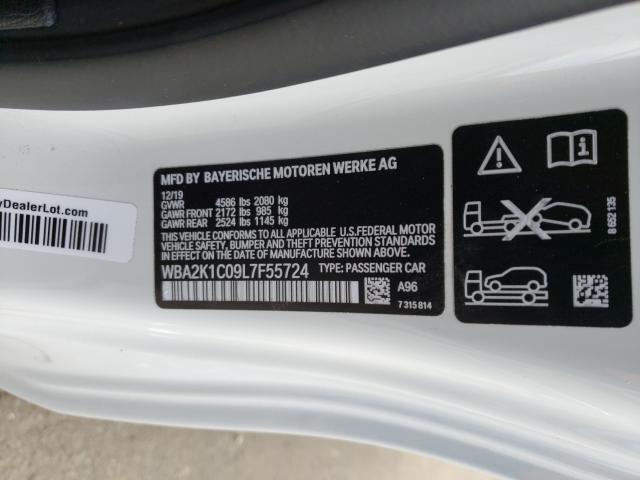 MFD BY BAYERISCHE MOTOREN WERKE AG
12/19
GVWR 4586 lbs 2080 kg
GAWR FRONT 2172 lbs 985 kg
GAWR REAR 2524 lbs 1145 kg
THIS VEHICLE CONFORMS TO ALL APPLICABLE U.S.FEDERAL MOTOR
VEHICLE SAFETY, BUMPER AND THEFT PREVENTION STANDARDS
IN EFFECT ON THE DATE OF MANUFACTURE SHOWN ABOVE.
WBA2K1C09L7F55724 TYPE: PASSENGER CAR
A96
7 315 814
yDealerLot.com
8 652 135